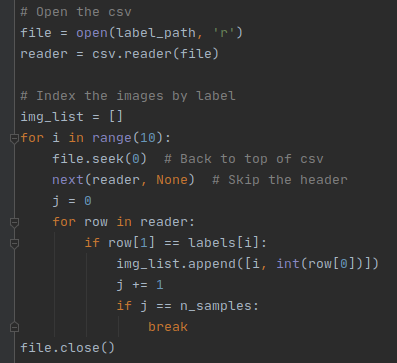 # Open the csv
file = open(label_path, 'r')
reader = csv.reader(file)

# Index the images by label
img_list = []
for i in range(10):
    file.seek(0)  # Back to top of csv
    next(reader, None)  # Skip the header
    j = 0
    for row in reader:
        if row[1] == labels[i]:
            img_list.append([i, int(row[0])])
            j += 1
            if j == n_samples:
                break
file.close()